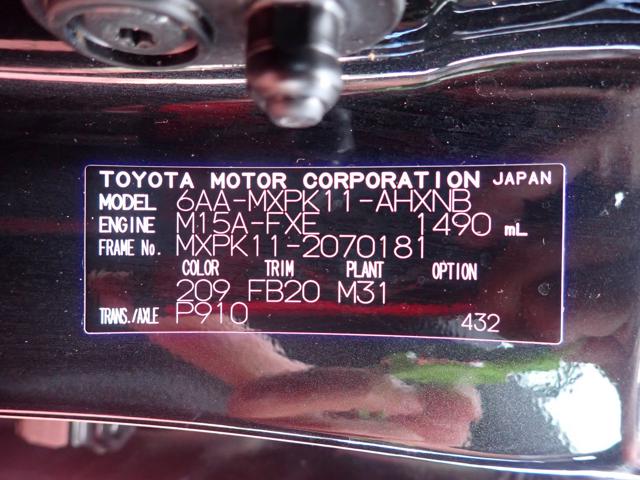 TOYOTA MOTOR CORPORATION JAPAN
MODEL 6AA-MXPK11-AHXNB
ENGINE M15A-FXE 1490 mL
FRAME No. MXPK11-2070181
COLOR TRIM PLANT OPTION
209 FB20 M31
TRANS./AXLE P910 432